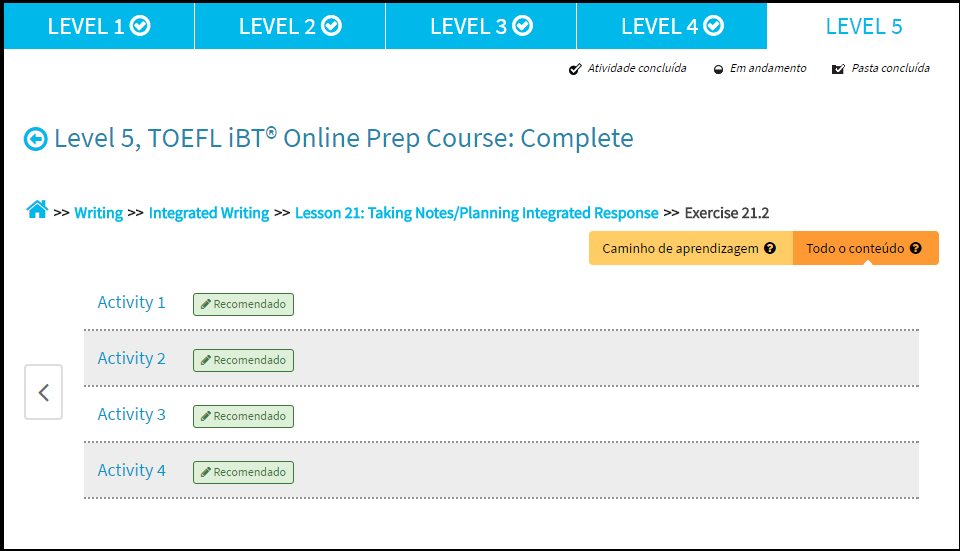 LEVEL 1
LEVEL 2
LEVEL 3
LEVEL 4
LEVEL 5
Atividade concluída
Em andamento
Pasta concluída
Level 5, TOEFL iBT® Online Prep Course: Complete
>> Writing >> Integrated Writing >> Lesson 21: Taking Notes/Planning Integrated Response >> Exercise 21.2
Caminho de aprendizagem ?
Todo o conteúdo ?
Activity 1 Recomendado
Activity 2 Recomendado
Activity 3 Recomendado
Activity 4 Recomendado